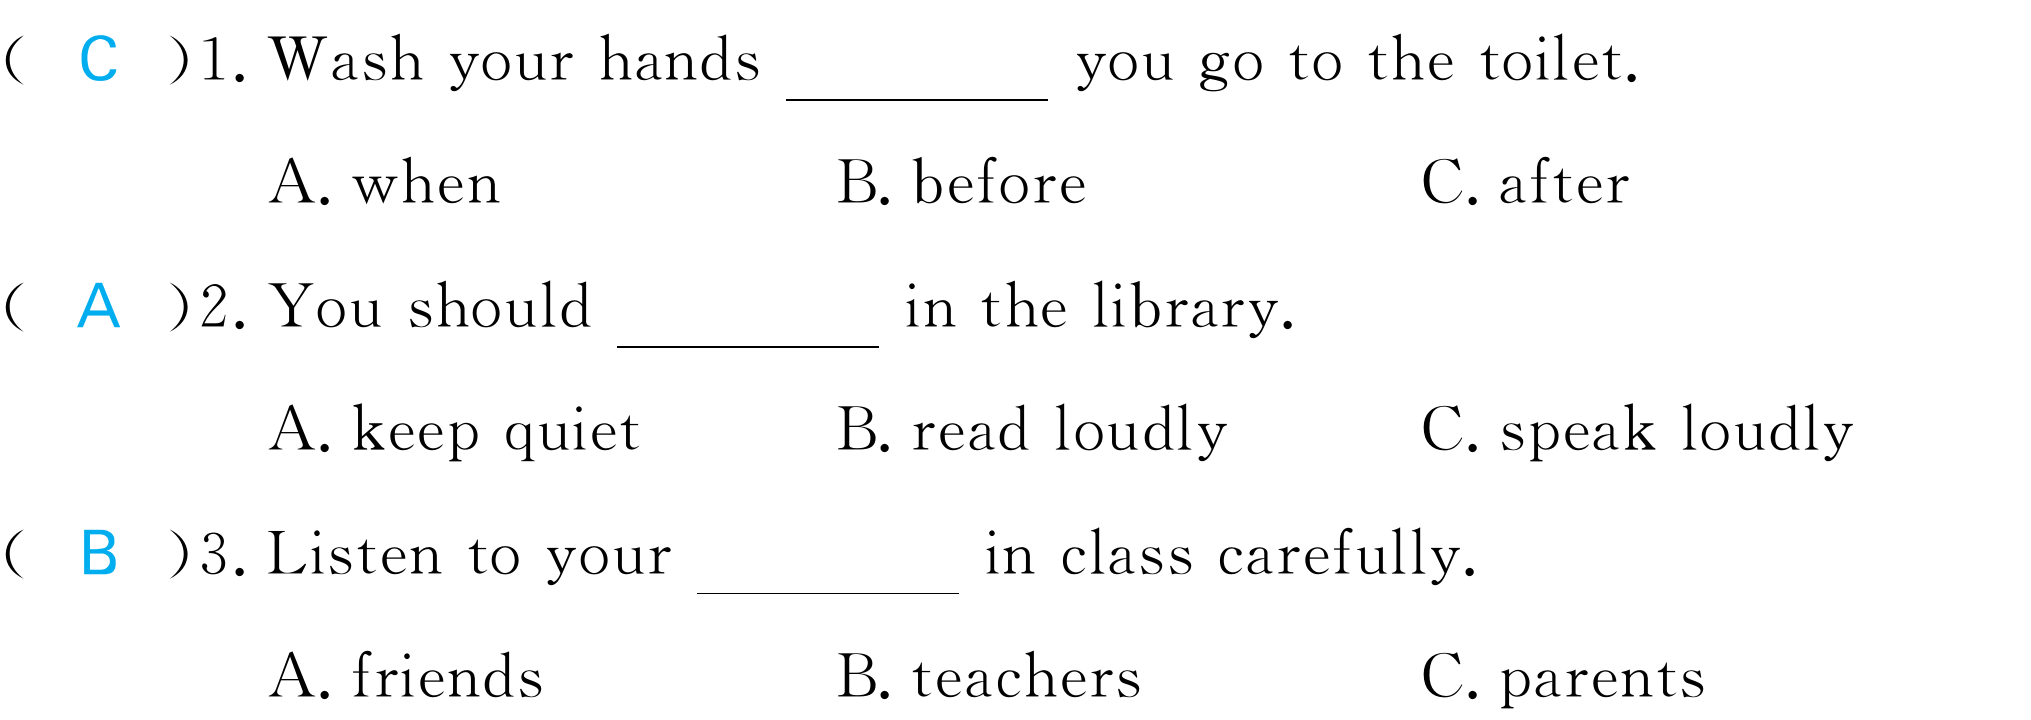 ( C )1. Wash your hands ________ you go to the toilet.
A. when B. before C. after
( A )2. You should ________ in the library.
A. keep quiet B. read loudly C. speak loudly
( B )3. Listen to your ________ in class carefully.
A. friends B. teachers C. parents